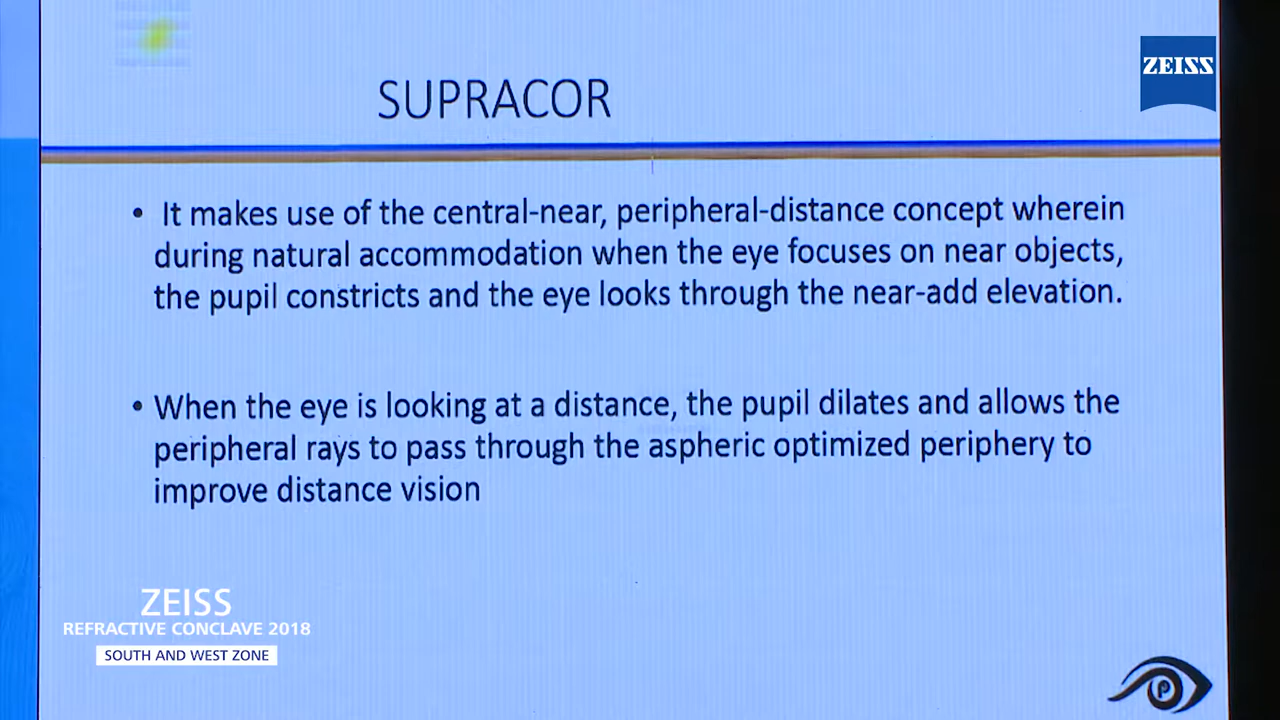 ZEISS
SUPRACOR
• It makes use of the central-near, peripheral-distance concept wherein
during natural accommodation when the eye focuses on near objects,
the pupil constricts and the eye looks through the near-add elevation.
• When the eye is looking at a distance, the pupil dilates and allows the
peripheral rays to pass through the aspheric optimized periphery to
improve distance vision
ZEISS
REFRACTIVE CONCLAVE 2018
SOUTH AND WEST ZONE
P